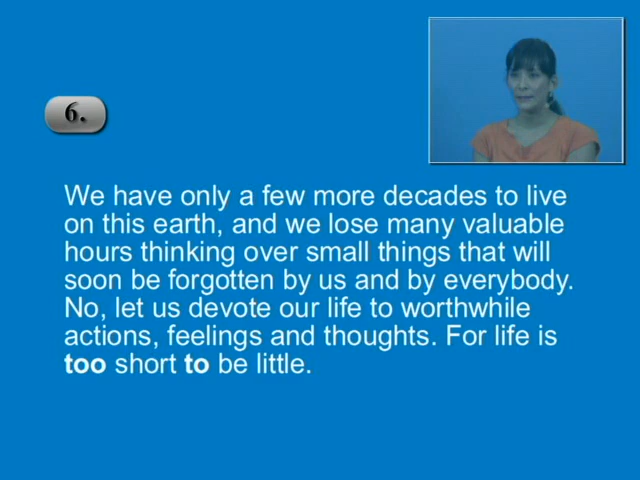 6.
We have only a few more decades to live
on this earth, and we lose many valuable
hours thinking over small things that will
soon be forgotten by us and by everybody.
No, let us devote our life to worthwhile
actions, feelings and thoughts. For life is
too short to be little.